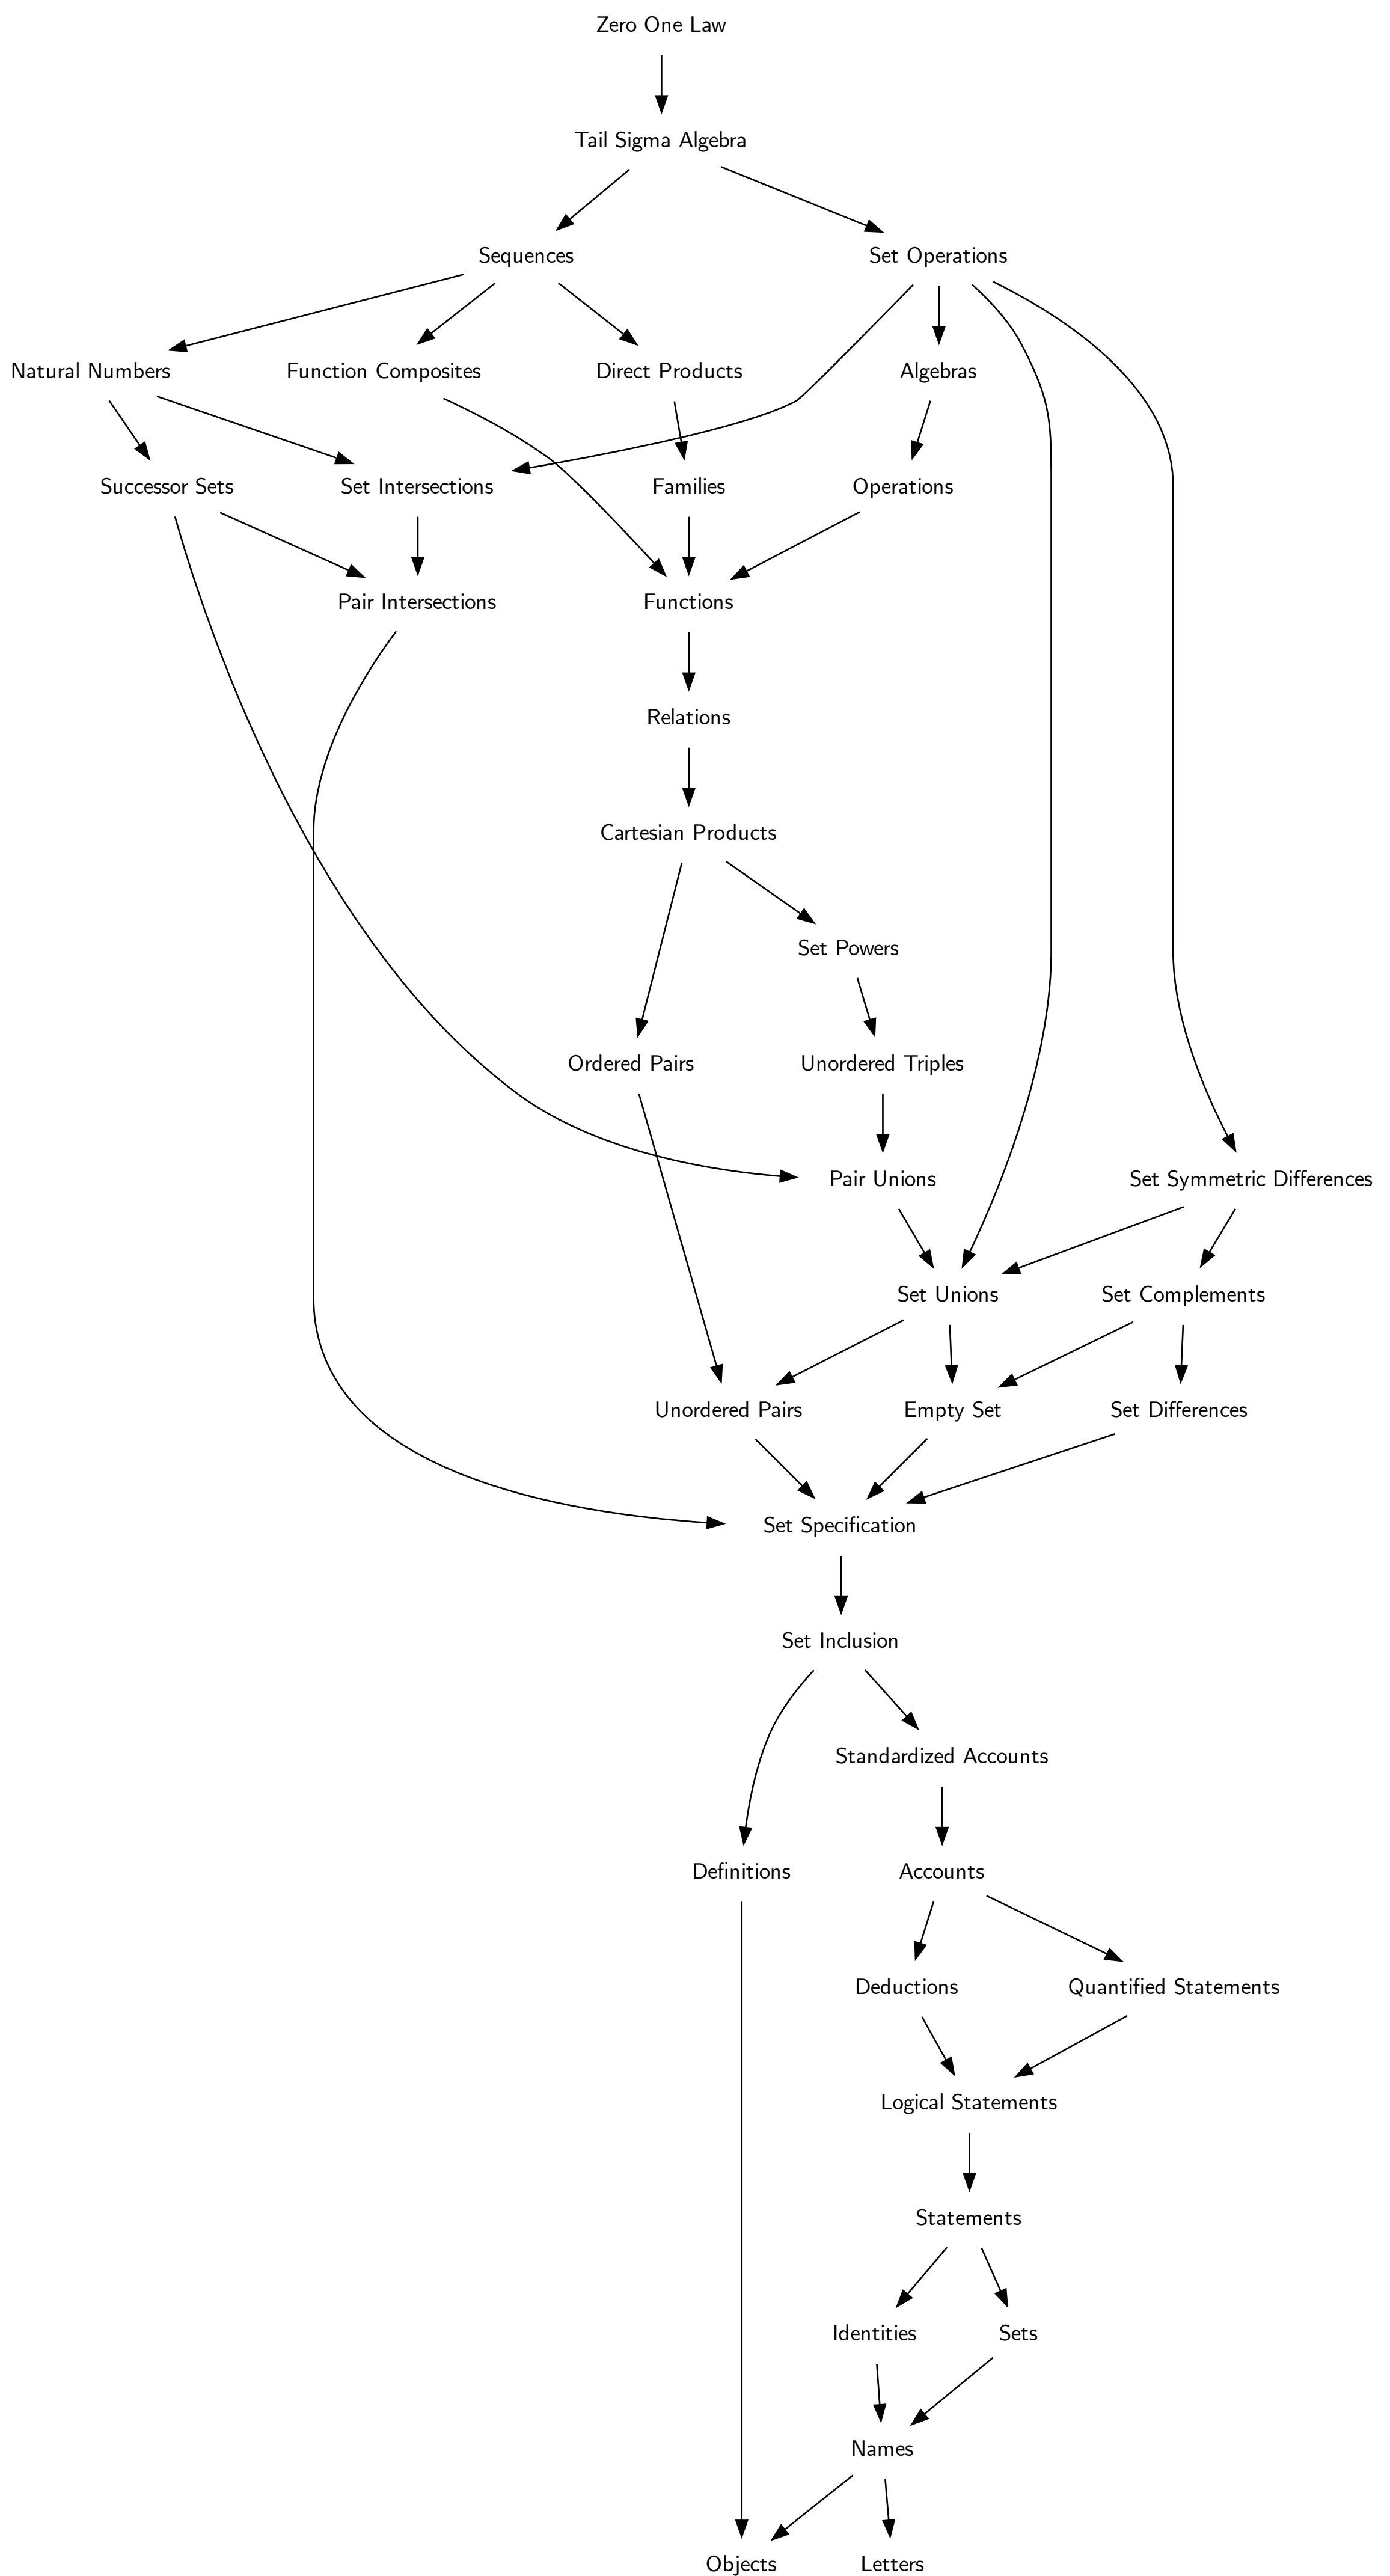 Zero One Law
Tail Sigma Algebra
Sequences
Set Operations
Natural Numbers
Function Composites
Direct Products
Algebras
Successor Sets
Set Intersections
Families
Operations
Pair Intersections
Functions
Relations
Cartesian Products
Set Powers
Ordered Pairs
Unordered Triples
Pair Unions
Set Symmetric Differences
Set Unions
Set Complements
Unordered Pairs
Empty Set
Set Differences
Set Specification
Set Inclusion
Standardized Accounts
Definitions
Accounts
Deductions
Quantified Statements
Logical Statements
Statements
Identities
Sets
Names
Objects
Letters